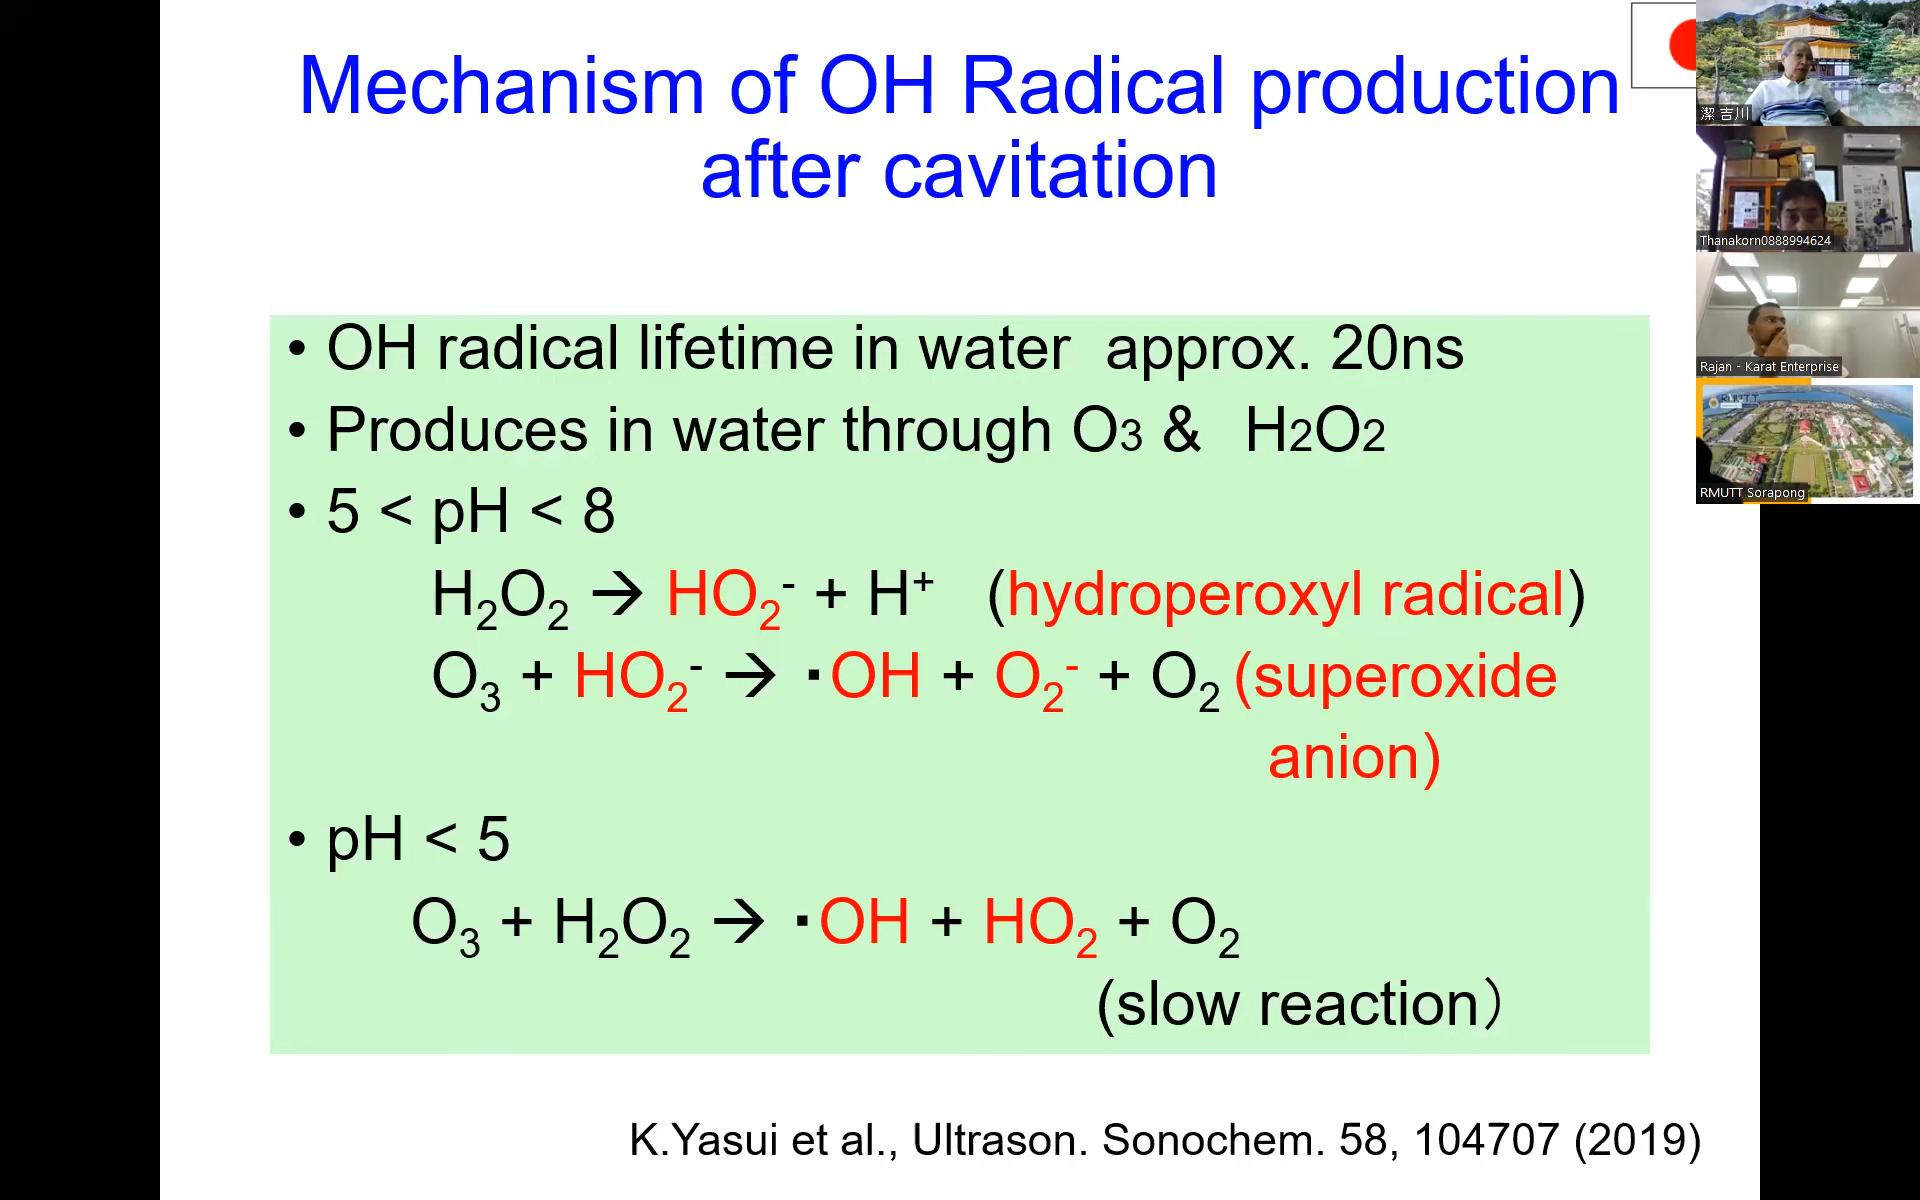 Mechanism of OH Radical production
after cavitation
• OH radical lifetime in water approx. 20ns
• Produces in water through O3 & H2O2
• 5 < pH < 8
H₂O₂ → HO₂⁻ + H⁺ (hydroperoxyl radical)
O₃ + HO₂⁻ → ・OH + O₂⁻ + O₂ (superoxide
anion)
• pH < 5
O₃ + H₂O₂ → ・OH + HO₂ + O₂
(slow reaction）
K.Yasui et al., Ultrason. Sonochem. 58, 104707 (2019)
潔 吉川
Thanakorn0888994624
Rajan - Karat Enterprise
RMUTT
RMUTT Sorapong